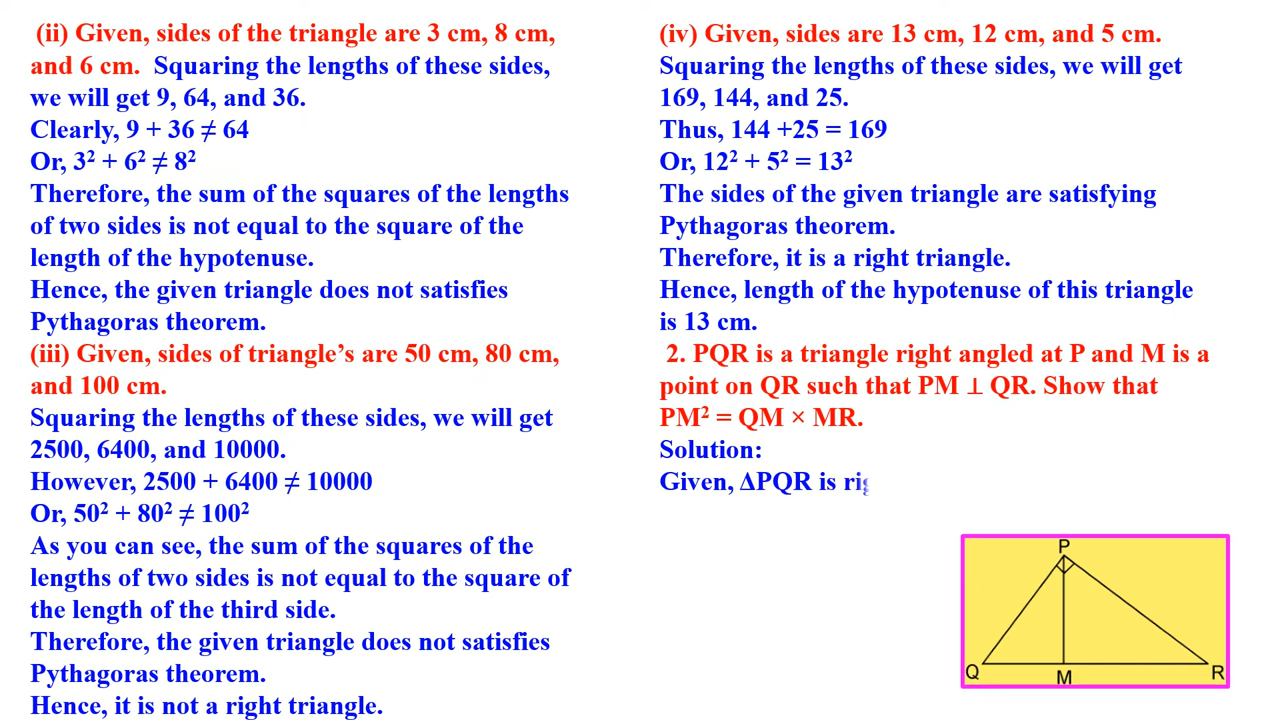 (ii) Given, sides of the triangle are 3 cm, 8 cm,
and 6 cm. Squaring the lengths of these sides,
we will get 9, 64, and 36.
Clearly, 9 + 36 ≠ 64
Or, 3² + 6² ≠ 8²
Therefore, the sum of the squares of the lengths
of two sides is not equal to the square of the
length of the hypotenuse.
Hence, the given triangle does not satisfies
Pythagoras theorem.
(iii) Given, sides of triangle’s are 50 cm, 80 cm,
and 100 cm.
Squaring the lengths of these sides, we will get
2500, 6400, and 10000.
However, 2500 + 6400 ≠ 10000
Or, 50² + 80² ≠ 100²
As you can see, the sum of the squares of the
lengths of two sides is not equal to the square of
the length of the third side.
Therefore, the given triangle does not satisfies
Pythagoras theorem.
Hence, it is not a right triangle.
(iv) Given, sides are 13 cm, 12 cm, and 5 cm.
Squaring the lengths of these sides, we will get
169, 144, and 25.
Thus, 144 +25 = 169
Or, 12² + 5² = 13²
The sides of the given triangle are satisfying
Pythagoras theorem.
Therefore, it is a right triangle.
Hence, length of the hypotenuse of this triangle
is 13 cm.
2. PQR is a triangle right angled at P and M is a
point on QR such that PM ⊥ QR. Show that
PM² = QM × MR.
Solution:
Given, ΔPQR is
P
Q M R